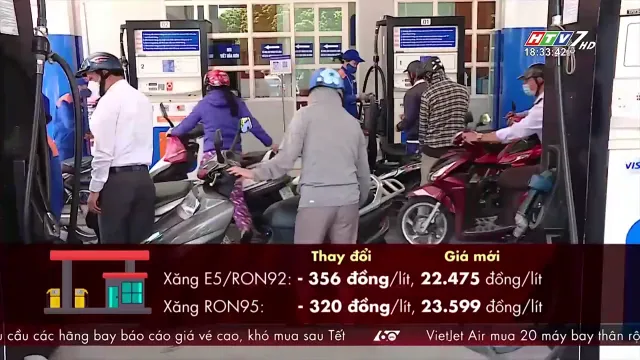 HTV7 HD
18:33:42
Thay đổi Giá mới
Xăng E5/RON92: - 356 đồng/lít, 22.475 đồng/lít
Xăng RON95: - 320 đồng/lít, 23.599 đồng/lít
cầu các hãng bay báo cáo giá vé cao, khó mua sau Tết VietJet Air mua 20 máy bay thân
VIS